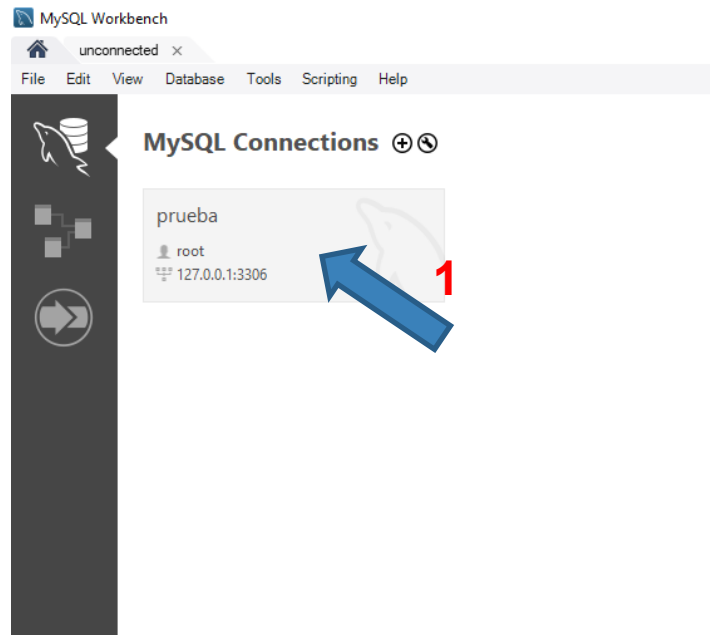 MySQL Workbench
unconnected
File Edit View Database Tools Scripting Help
MySQL Connections
prueba
root
127.0.0.1:3306
1